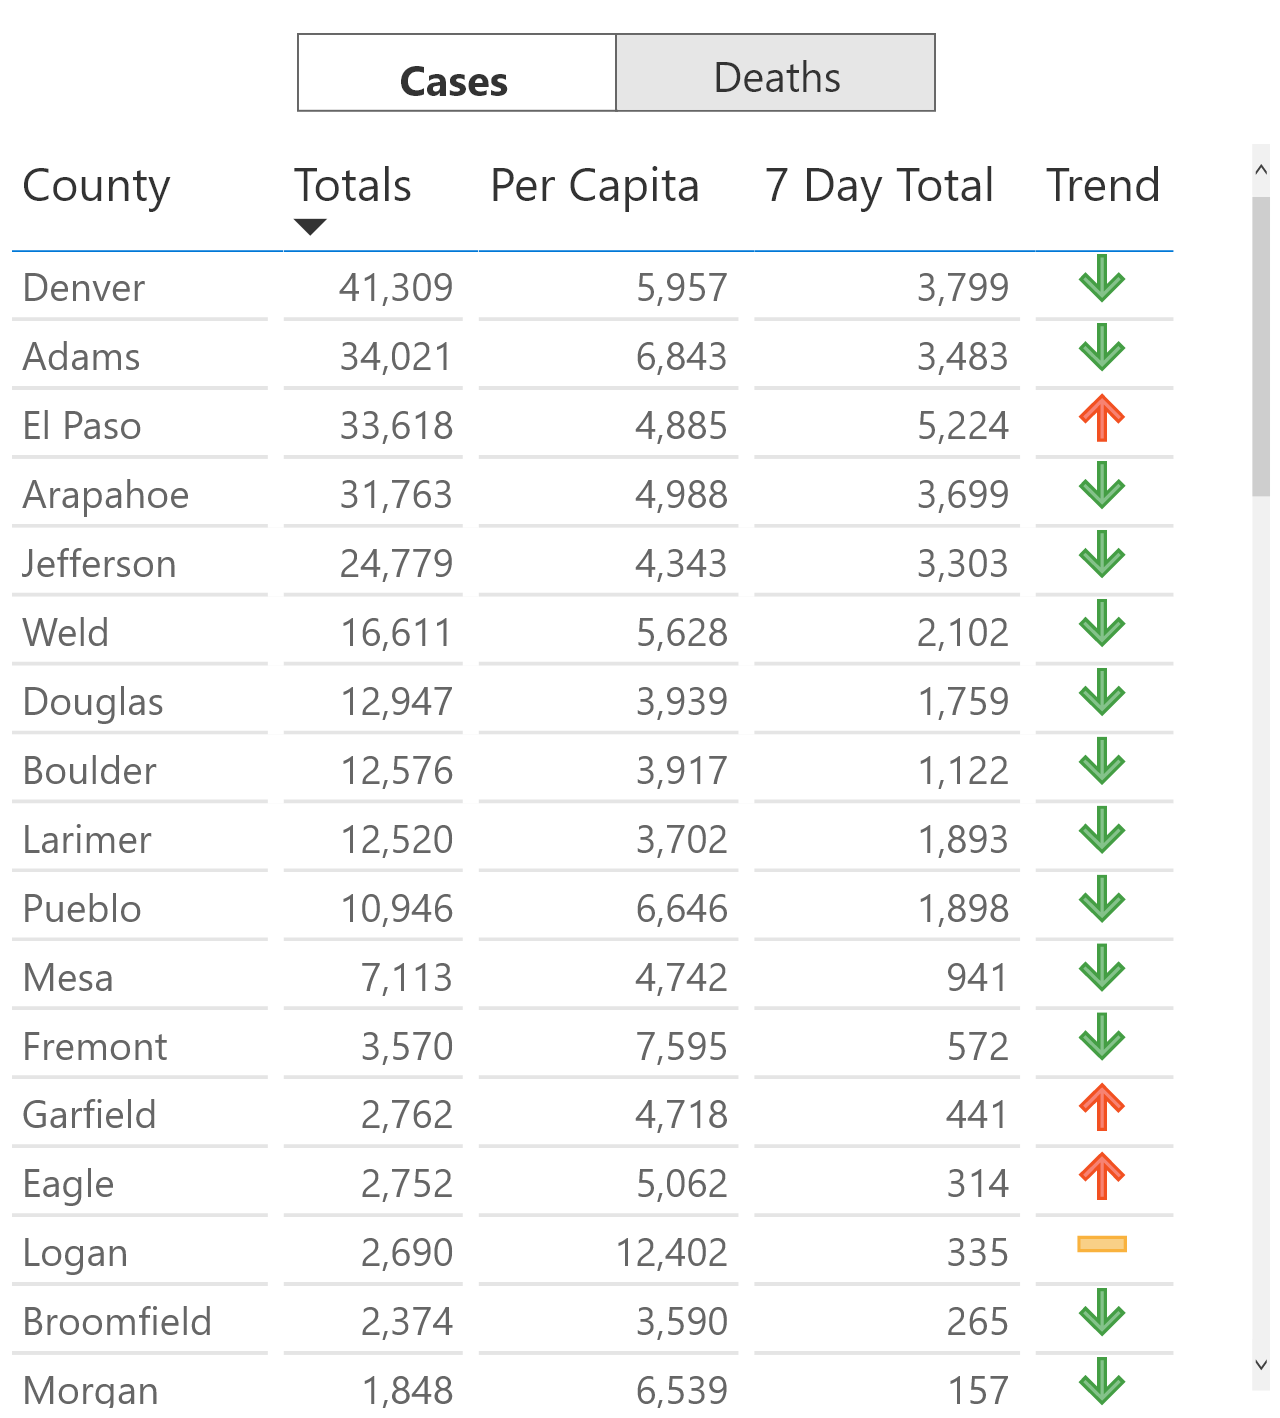 Cases Deaths
County Totals Per Capita 7 Day Total Trend
Denver 41,309 5,957 3,799
Adams 34,021 6,843 3,483
El Paso 33,618 4,885 5,224
Arapahoe 31,763 4,988 3,699
Jefferson 24,779 4,343 3,303
Weld 16,611 5,628 2,102
Douglas 12,947 3,939 1,759
Boulder 12,576 3,917 1,122
Larimer 12,520 3,702 1,893
Pueblo 10,946 6,646 1,898
Mesa 7,113 4,742 941
Fremont 3,570 7,595 572
Garfield 2,762 4,718 441
Eagle 2,752 5,062 314
Logan 2,690 12,402 335
Broomfield 2,374 3,590 265
Morgan 1,848 6,539 157